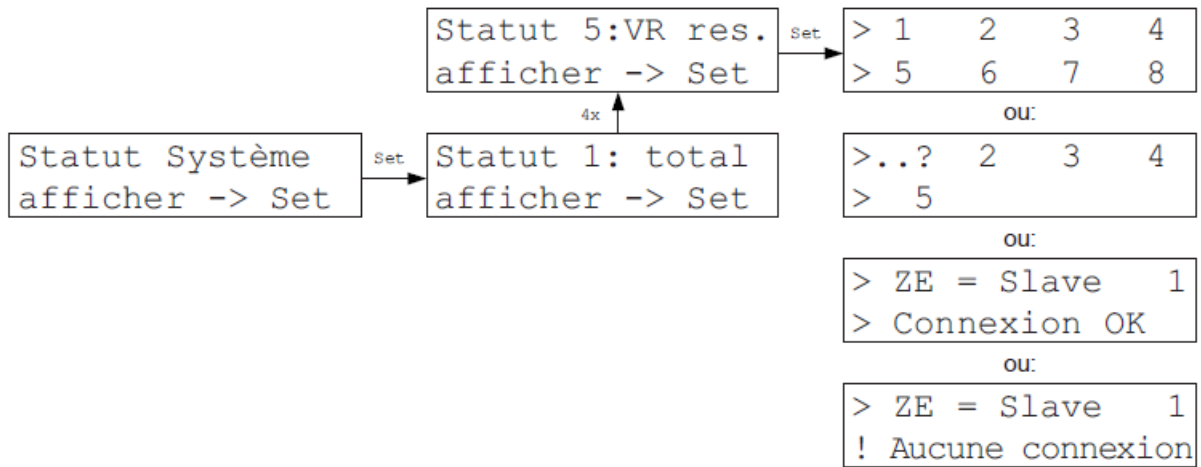 Statut 5:VR res.
afficher -> Set
Set
> 1 2 3 4
> 5 6 7 8
4x
ou:
Statut Système
afficher -> Set
Set
Statut 1: total
afficher -> Set
>..? 2 3 4
> 5
ou:
> ZE = Slave 1
> Connexion OK
ou:
> ZE = Slave 1
! Aucune connexion